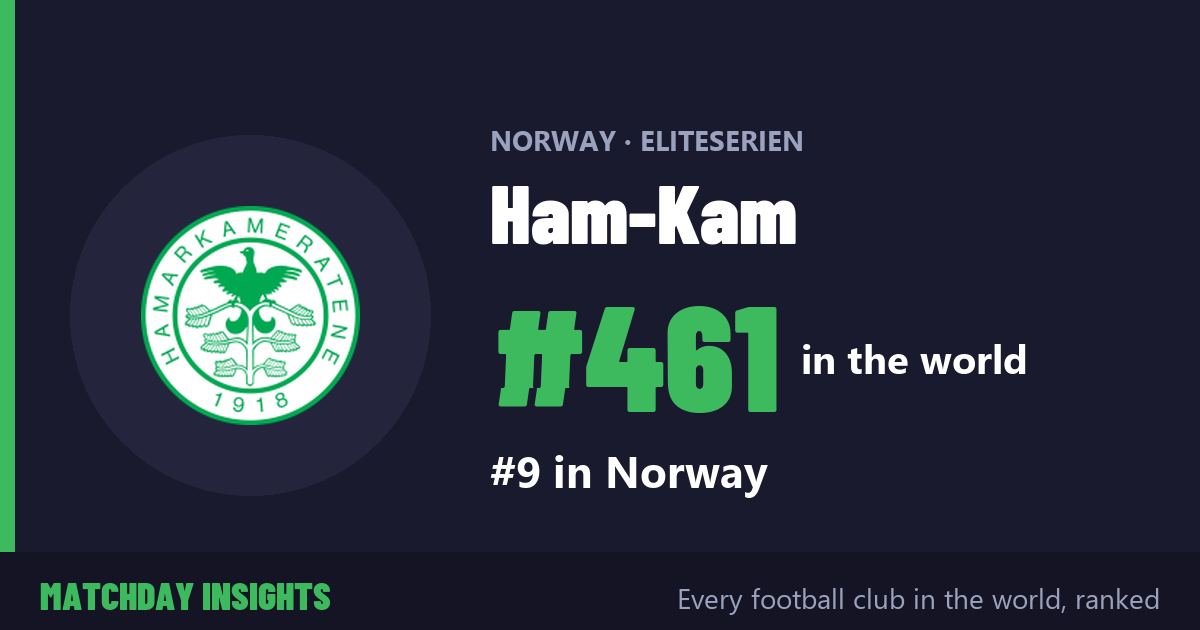 NORWAY · ELITESERIEN
Ham-Kam
HAMARKAMERATENE
1918
#461 in the world
#9 in Norway
MATCHDAY INSIGHTS
Every football club in the world, ranked